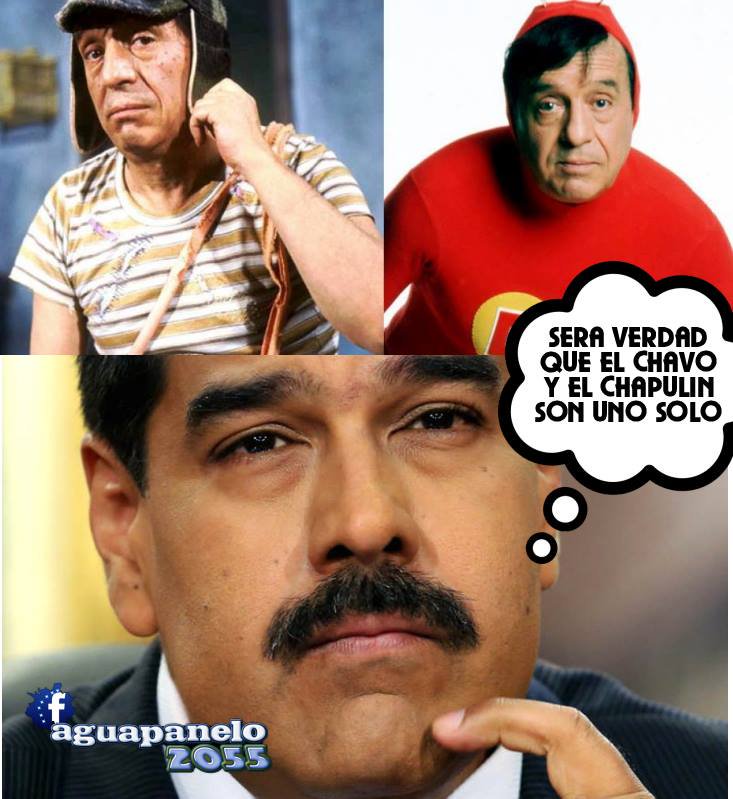 SERA VERDAD
QUE EL CHAVO
Y EL CHAPULIN
SON UNO SOLO
f
aguapanelo
2055